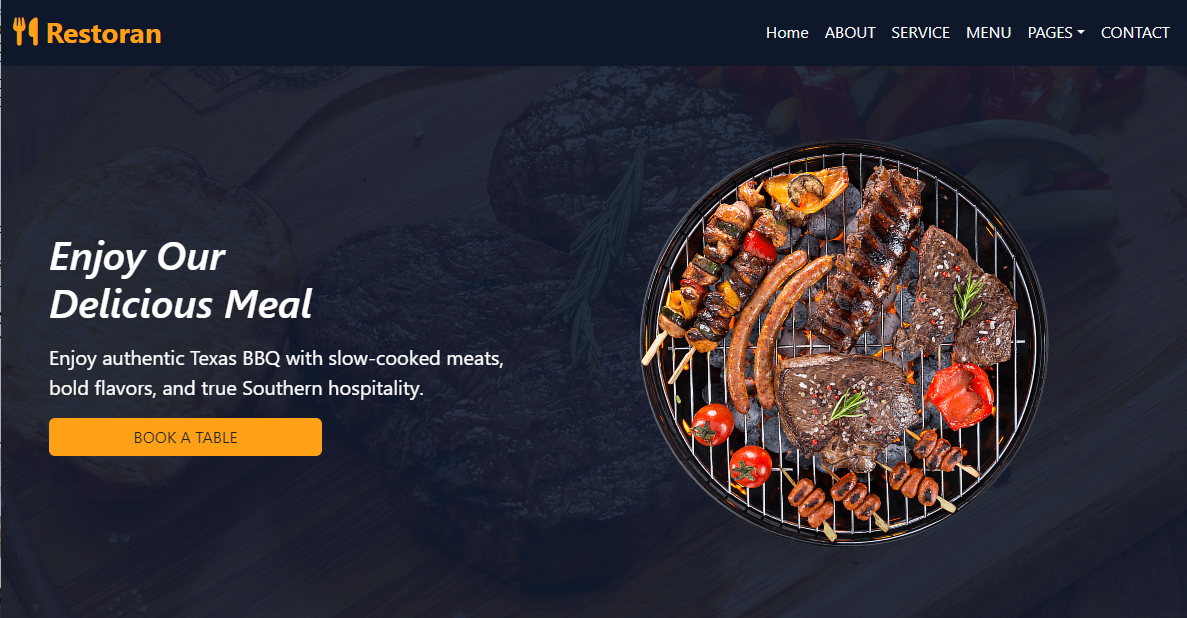 Restoran
Home ABOUT SERVICE MENU PAGES CONTACT
Enjoy Our
Delicious Meal
Enjoy authentic Texas BBQ with slow-cooked meats,
bold flavors, and true Southern hospitality.
BOOK A TABLE